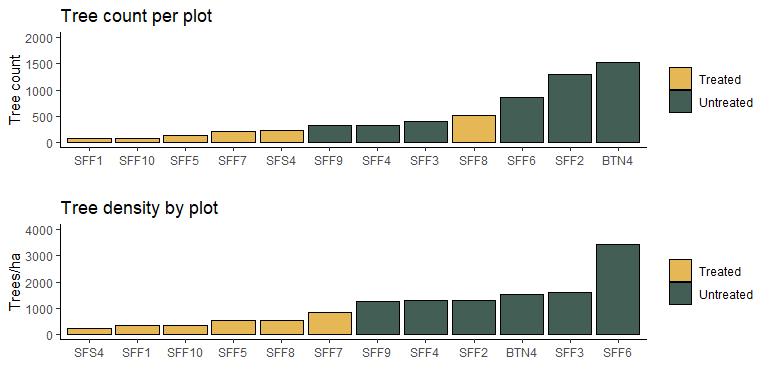 Tree count per plot
Tree count
2000
1500
1000
500
0
SFF1 SFF10 SFF5 SFF7 SFS4 SFF9 SFF4 SFF3 SFF8 SFF6 SFF2 BTN4
Treated
Untreated
Tree density by plot
Trees/ha
4000
3000
2000
1000
0
SFS4 SFF1 SFF10 SFF5 SFF8 SFF7 SFF9 SFF4 SFF2 BTN4 SFF3 SFF6
Treated
Untreated